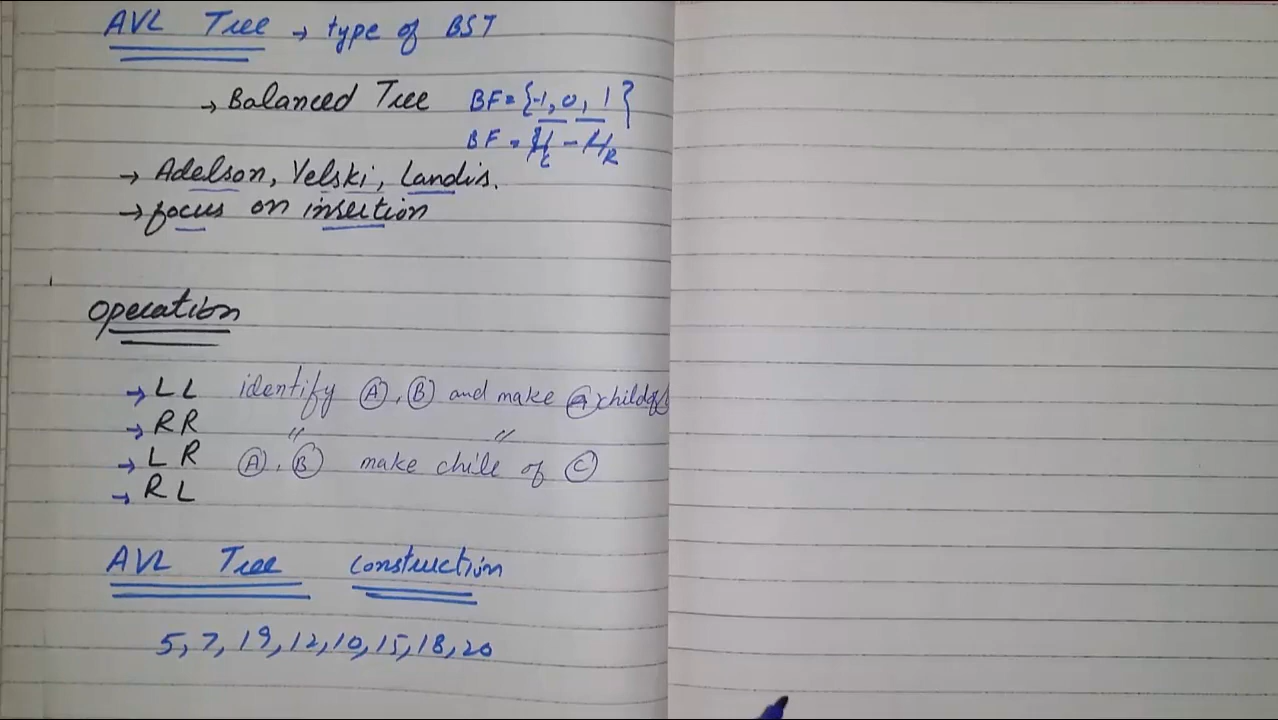 AVL Tree → type of BST
→ Balanced Tree BF = {-1, 0, 1}
BF = HL - HR
→ Adelson, Velski, Landis.
→ focus on insertion
Operation
→ LL identify (A), (B) and make (A) child of
→ RR " "
→ LR (A), (B) make chile of (C)
→ RL
AVL Tree construction
5, 7, 19, 12, 10, 15, 18, 20